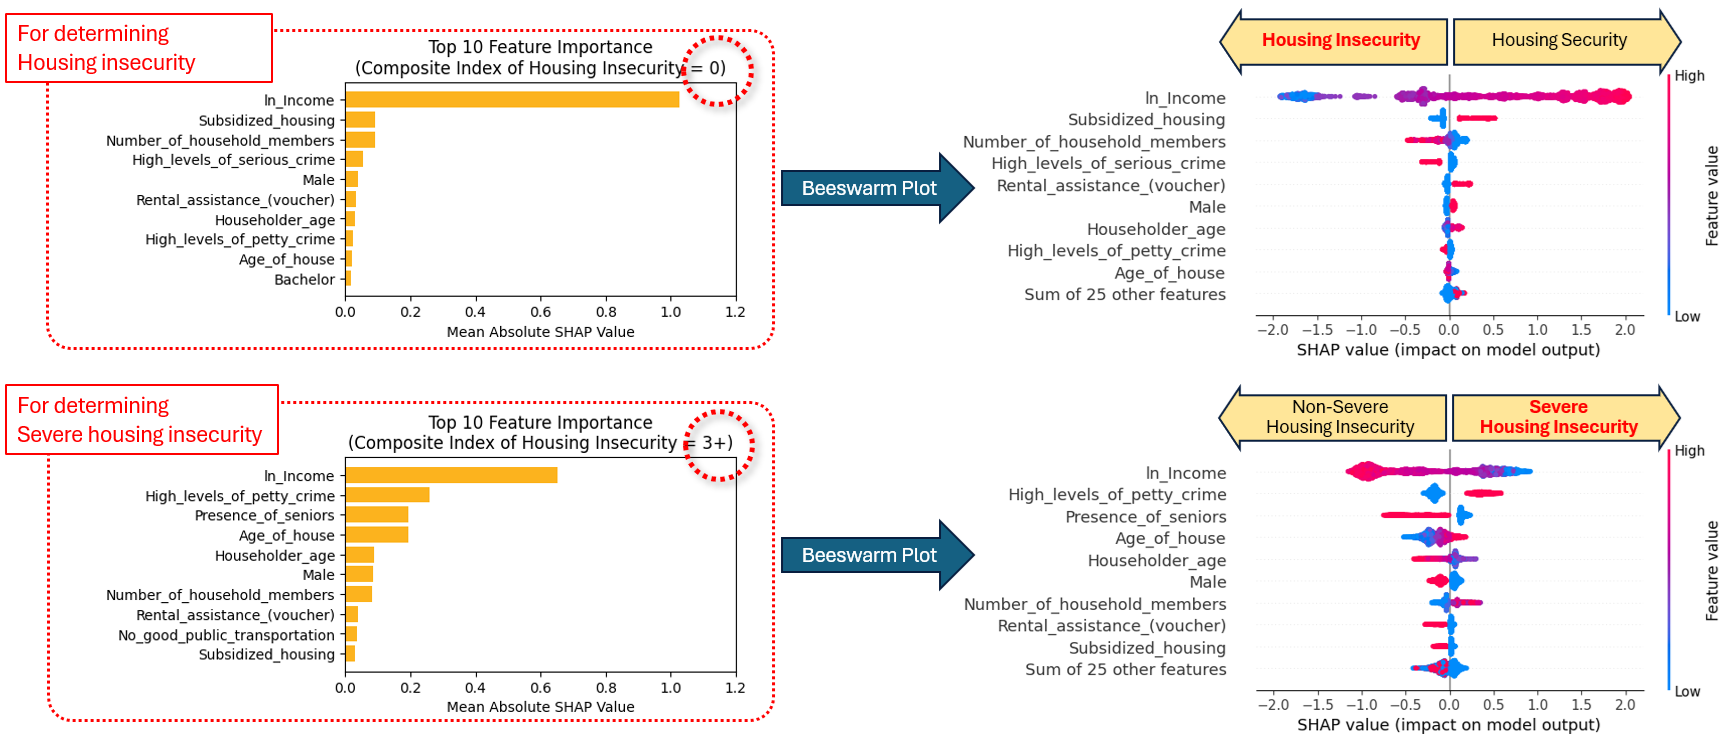 For determining
Housing insecurity
Top 10 Feature Importance
(Composite Index of Housing Insecurity = 0)
ln_Income
Subsidized_housing
Number_of_household_members
High_levels_of_serious_crime
Male
Rental_assistance_(voucher)
Householder_age
High_levels_of_petty_crime
Age_of_house
Bachelor
0.0 0.2 0.4 0.6 0.8 1.0 1.2
Mean Absolute SHAP Value
Beeswarm Plot
Housing Insecurity
Housing Security
ln_Income
Subsidized_housing
Number_of_household_members
High_levels_of_serious_crime
Rental_assistance_(voucher)
Male
Householder_age
High_levels_of_petty_crime
Age_of_house
Sum of 25 other features
−2.0 −1.5 −1.0 −0.5 0.0 0.5 1.0 1.5 2.0
SHAP value (impact on model output)
High
Feature value
Low
For determining
Severe housing insecurity
Top 10 Feature Importance
(Composite Index of Housing Insecurity = 3+)
ln_Income
High_levels_of_petty_crime
Presence_of_seniors
Age_of_house
Householder_age
Male
Number_of_household_members
Rental_assistance_(voucher)
No_good_public_transportation
Subsidized_housing
0.0 0.2 0.4 0.6 0.8 1.0 1.2
Mean Absolute SHAP Value
Beeswarm Plot
Non-Severe
Housing Insecurity
Severe
Housing Insecurity
ln_Income
High_levels_of_petty_crime
Presence_of_seniors
Age_of_house
Householder_age
Male
Number_of_household_members
Rental_assistance_(voucher)
Subsidized_housing
Sum of 25 other features
−2.0 −1.5 −1.0 −0.5 0.0 0.5 1.0 1.5 2.0
SHAP value (impact on model output)
High
Feature value
Low